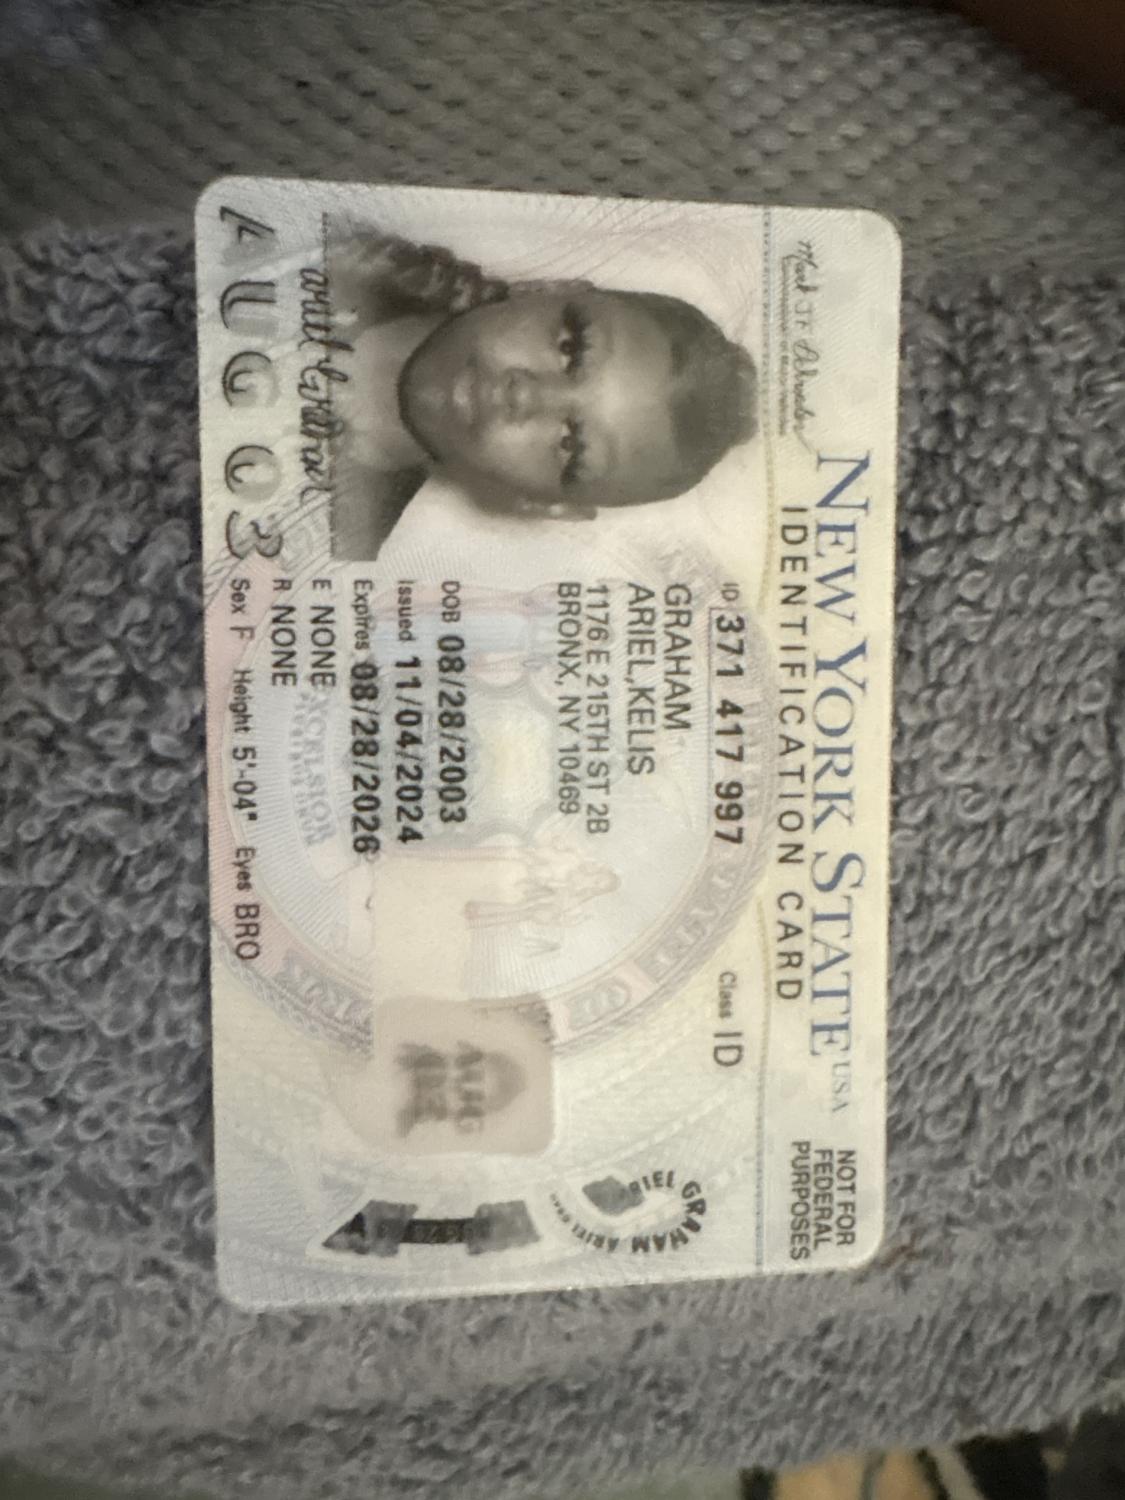 NEW YORK STATE USA
IDENTIFICATION CARD
NOT FOR
FEDERAL
PURPOSES
ID 371 417 997
Class ID
GRAHAM
ARIEL,KELIS
1176 E 215TH ST 2B
BRONX, NY 10469
DOB 08/28/2003
Issued 11/04/2024
Expires 08/28/2026
E NONE
R NONE
Sex F Height 5'-04" Eyes BRO
AUG 03
EXCELSIOR
AUG